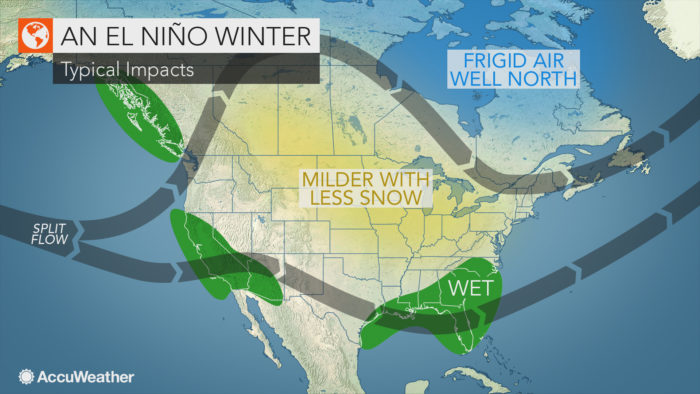 AN EL NIÑO WINTER
Typical Impacts
FRIGID AIR
WELL NORTH
MILDER WITH
LESS SNOW
SPLIT
FLOW
WET
AccuWeather